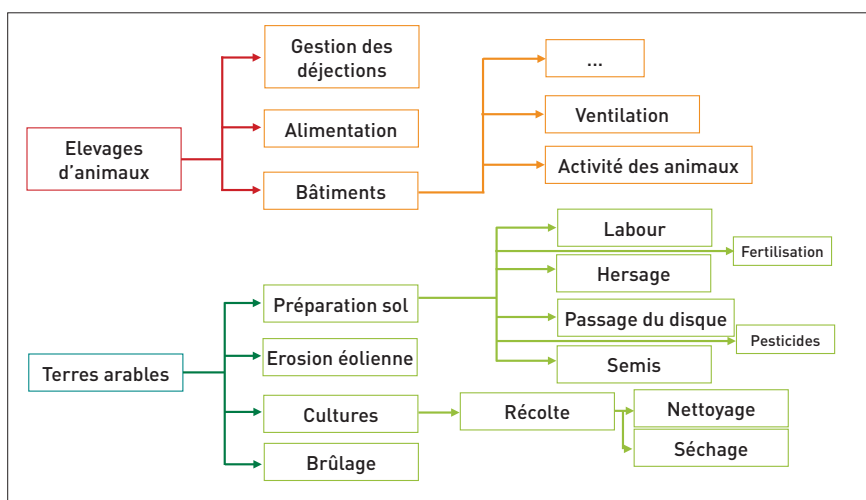 Gestion des
déjections
...
Alimentation
Ventilation
Elevages
d'animaux
Bâtiments
Activité des animaux
Labour
Fertilisation
Hersage
Préparation sol
Passage du disque
Pesticides
Erosion éolienne
Semis
Terres arables
Cultures
Récolte
Nettoyage
Séchage
Brûlage